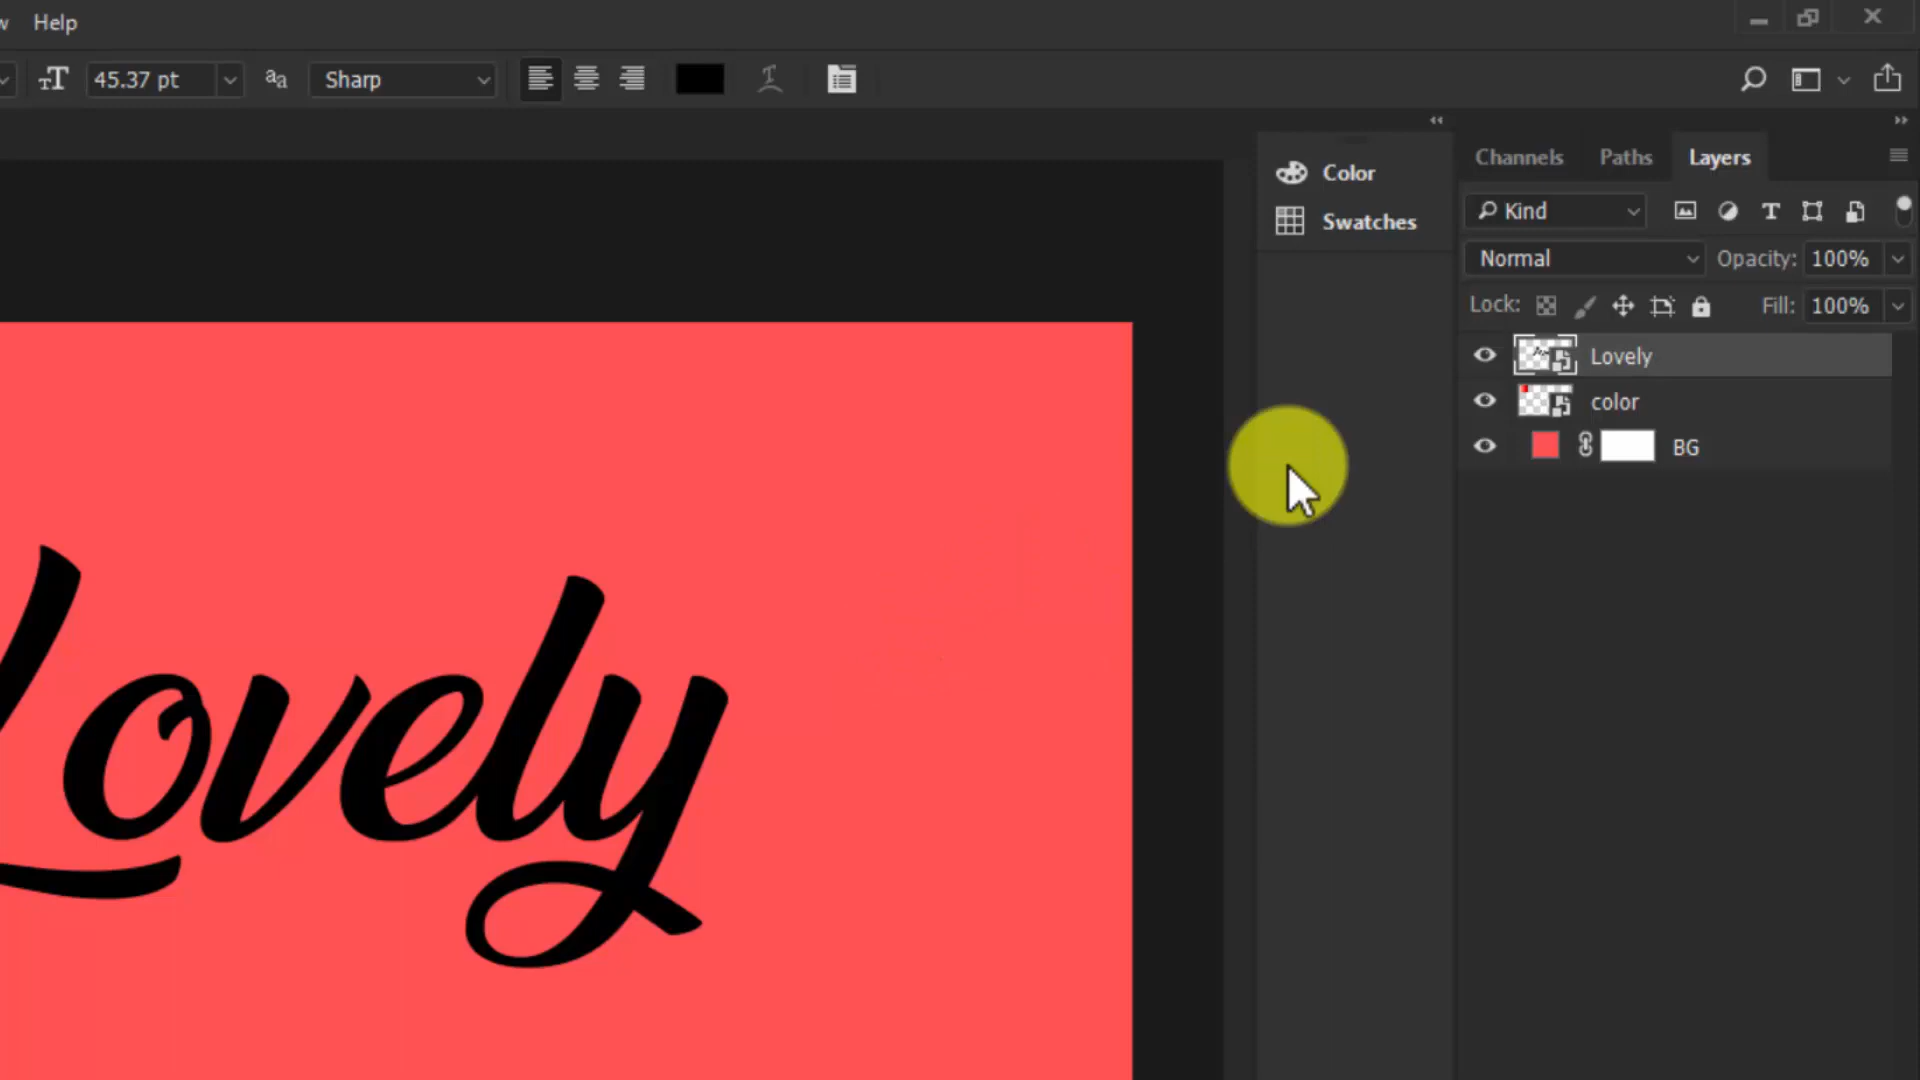 Help
45.37 pt
aa
Sharp
Color
Swatches
Channels
Paths
Layers
Kind
Normal
Opacity: 100%
Lock:
Fill: 100%
Lovely
color
BG
Lovely